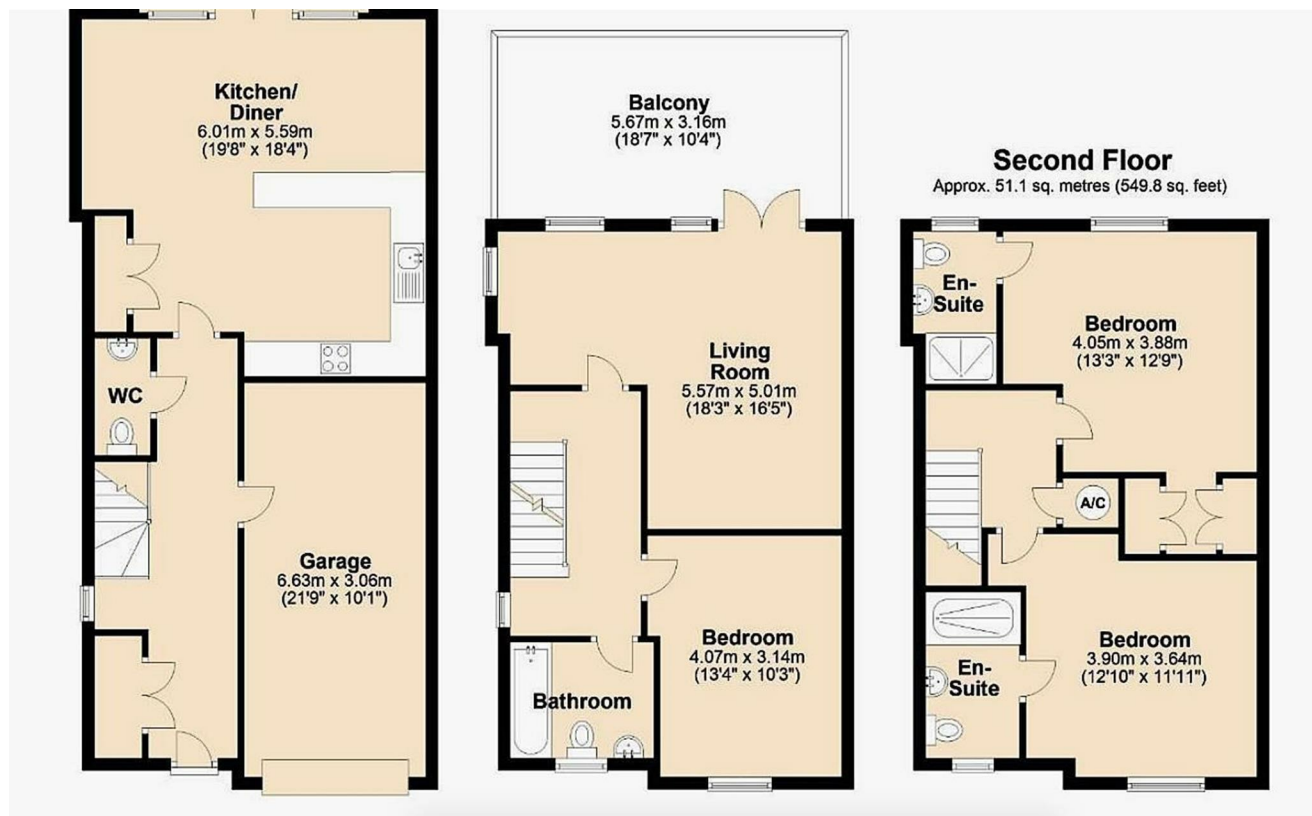 Kitchen/
Diner
6.01m x 5.59m
(19'8" x 18'4")
WC
Garage
6.63m x 3.06m
(21'9" x 10'1")
Balcony
5.67m x 3.16m
(18'7" x 10'4")
Living
Room
5.57m x 5.01m
(18'3" x 16'5")
Bedroom
4.07m x 3.14m
(13'4" x 10'3")
Bathroom
Second Floor
Approx. 51.1 sq. metres (549.8 sq. feet)
En-
Suite
Bedroom
4.05m x 3.88m
(13'3" x 12'9")
A/C
Bedroom
3.90m x 3.64m
(12'10" x 11'11")
En-
Suite